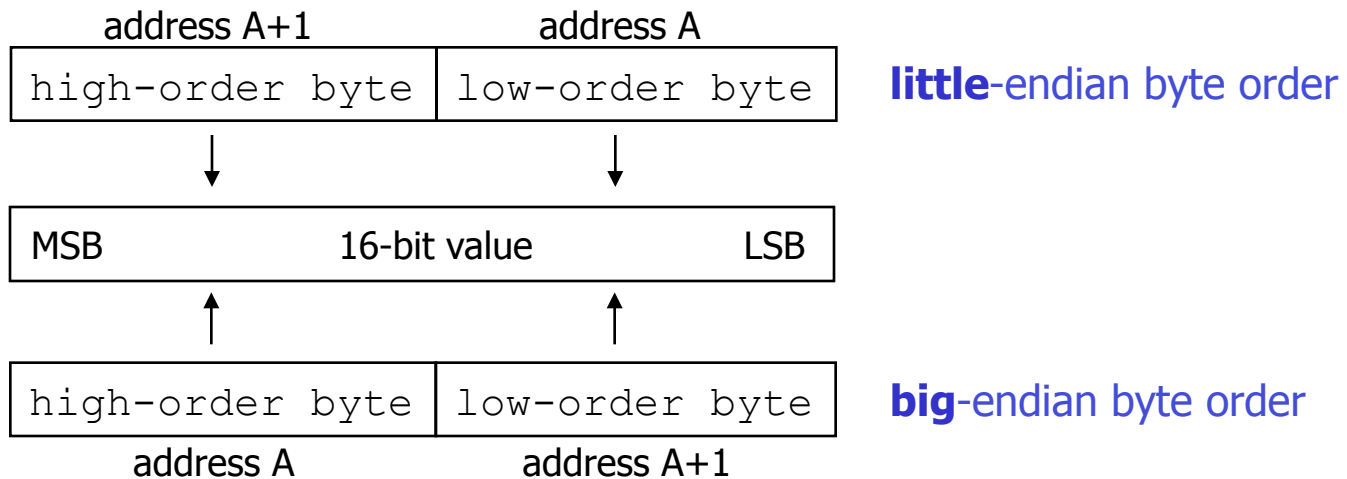 address A+1 address A
high-order byte low-order byte little-endian byte order
MSB 16-bit value LSB
high-order byte low-order byte big-endian byte order
address A address A+1